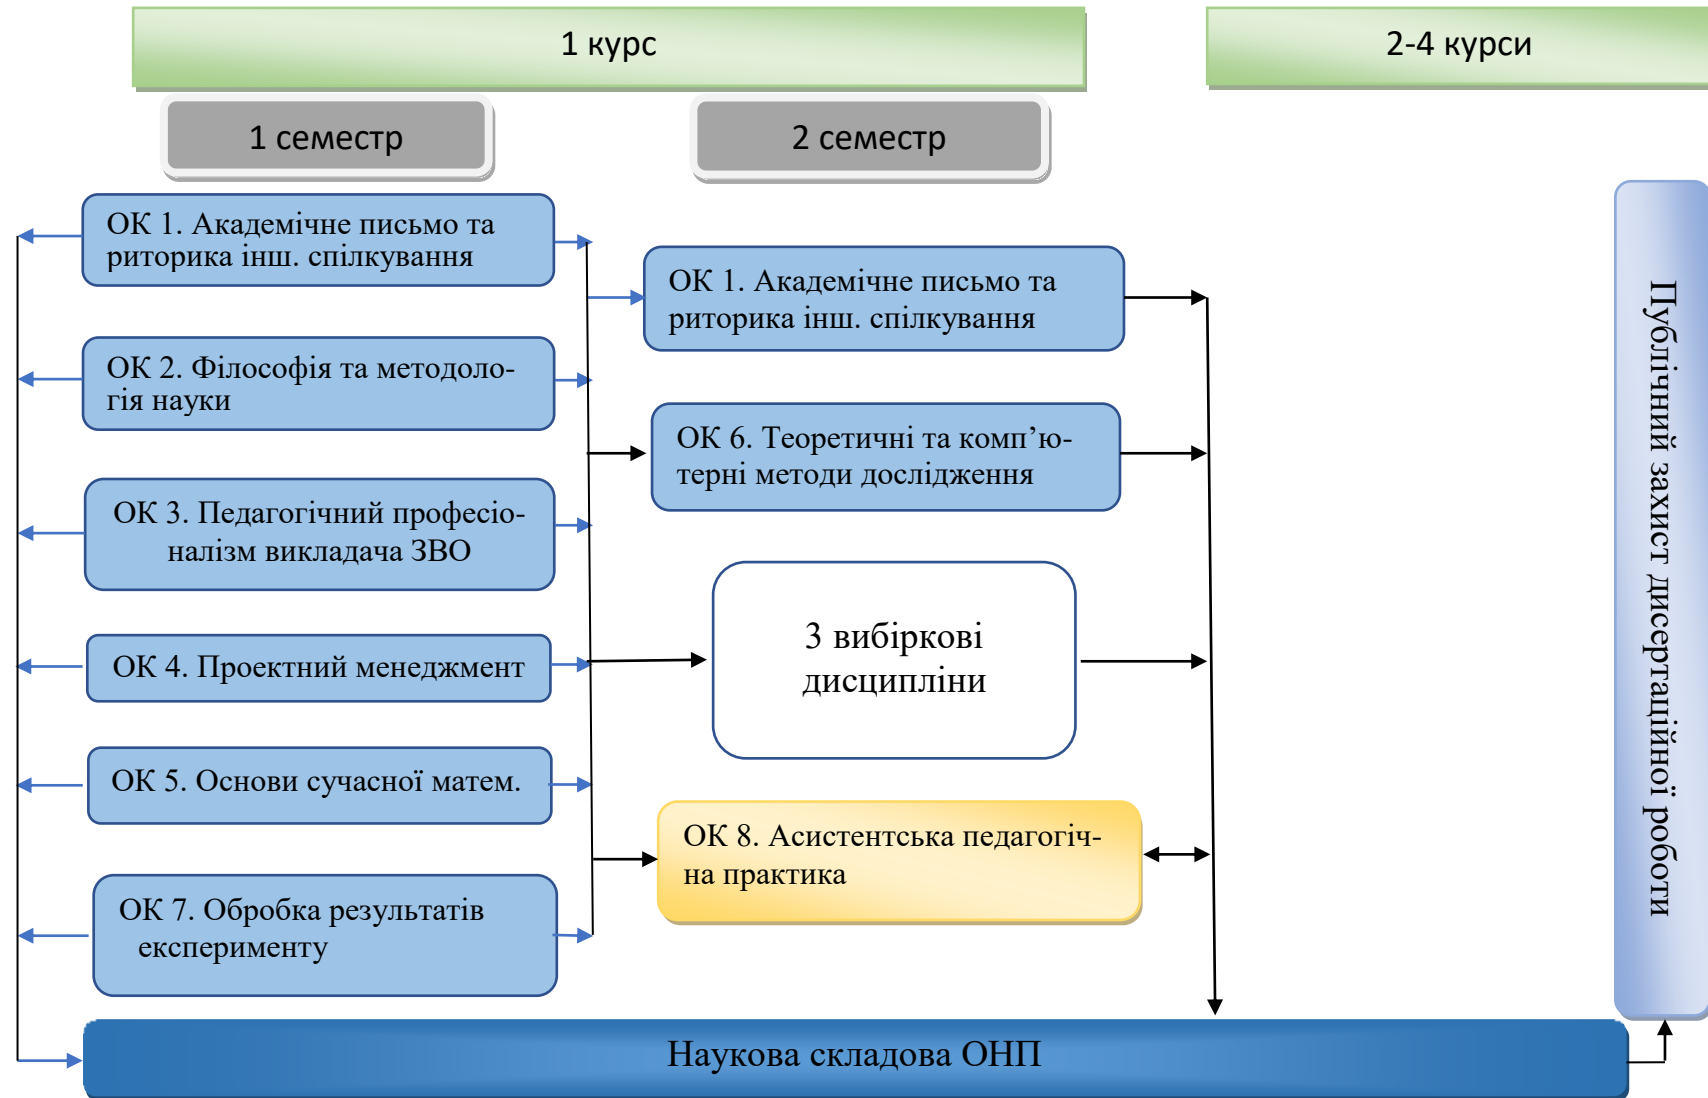 1 курс
2-4 курси
1 семестр
2 семестр
ОК 1. Академічне письмо та
риторика інш. спілкування
ОК 2. Філософія та методоло-
гія науки
ОК 3. Педагогічний професіо-
налізм викладача ЗВО
ОК 4. Проектний менеджмент
ОК 5. Основи сучасної матем.
ОК 7. Обробка результатів
експерименту
ОК 1. Академічне письмо та
риторика інш. спілкування
ОК 6. Теоретичні та комп’ю-
терні методи дослідження
3 вибіркові
дисципліни
ОК 8. Асистентська педагогіч-
на практика
Публічний захист дисертаційної роботи
Наукова складова ОНП